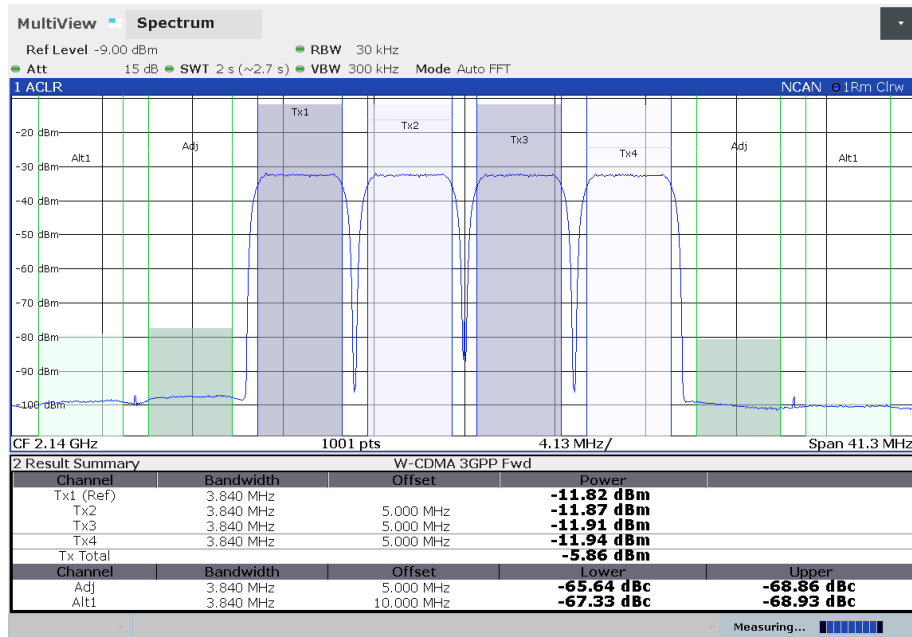 MultiView Spectrum
Ref Level -9.00 dBm RBW 30 kHz
Att 15 dB SWT 2 s (~2.7 s) VBW 300 kHz Mode Auto FFT
1 ACLR NCAN 1Rm Clrw
Tx1
Tx2
-20 dBm
Tx3
Adj Adj
Tx4
Alt1 Alt1
-30 dBm
-40 dBm
-50 dBm
-60 dBm
-70 dBm
-80 dBm
-90 dBm
-100 dBm
CF 2.14 GHz 1001 pts 4.13 MHz/ Span 41.3 MHz
2 Result Summary W-CDMA 3GPP Fwd
Channel Bandwidth Offset Power
Tx1 (Ref) 3.840 MHz -11.82 dBm
Tx2 3.840 MHz 5.000 MHz -11.87 dBm
Tx3 3.840 MHz 5.000 MHz -11.91 dBm
Tx4 3.840 MHz 5.000 MHz -11.94 dBm
Tx Total -5.86 dBm
Channel Bandwidth Offset Lower Upper
Adj 3.840 MHz 5.000 MHz -65.64 dBc -68.86 dBc
Alt1 3.840 MHz 10.000 MHz -67.33 dBc -68.93 dBc
Measuring...